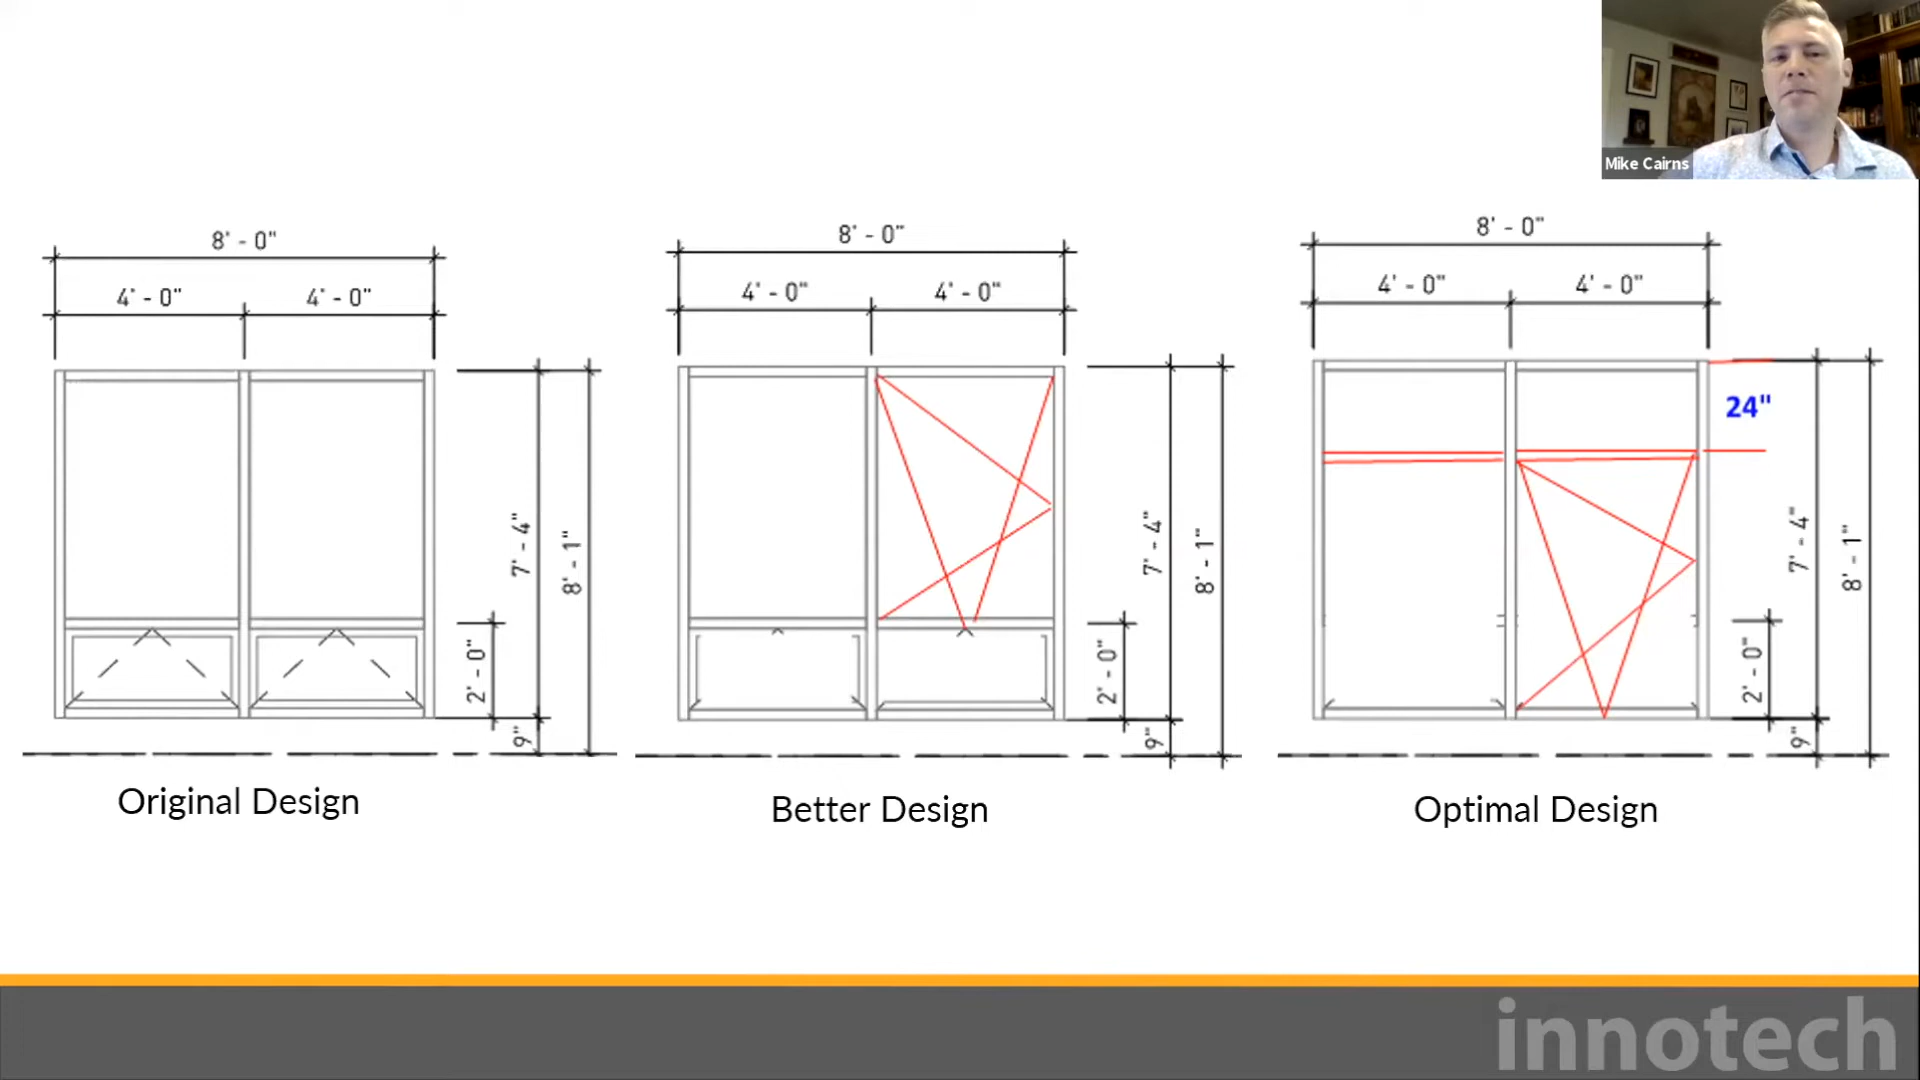 Mike Cairns
8' - 0"
4' - 0"
4' - 0"
7' - 4"
8' - 1"
2' - 0"
9"
Original Design
8' - 0"
4' - 0"
4' - 0"
7' - 4"
8' - 1"
2' - 0"
9"
Better Design
8' - 0"
4' - 0"
4' - 0"
24"
7' - 4"
8' - 1"
2' - 0"
9"
Optimal Design
innotech